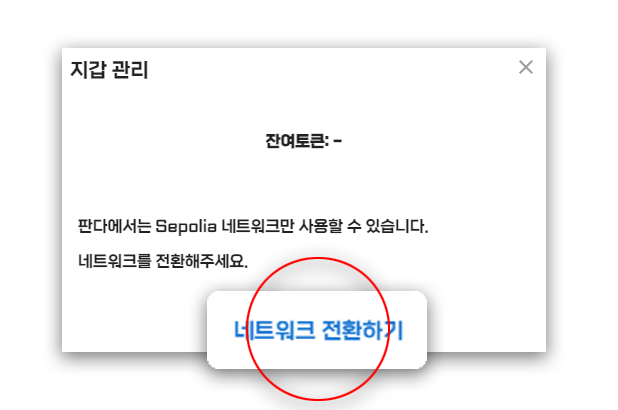 지갑 관리
잔여토큰: -
판다에서는 Sepolia 네트워크만 사용할 수 있습니다.
네트워크를 전환해주세요.
네트워크 전환하기